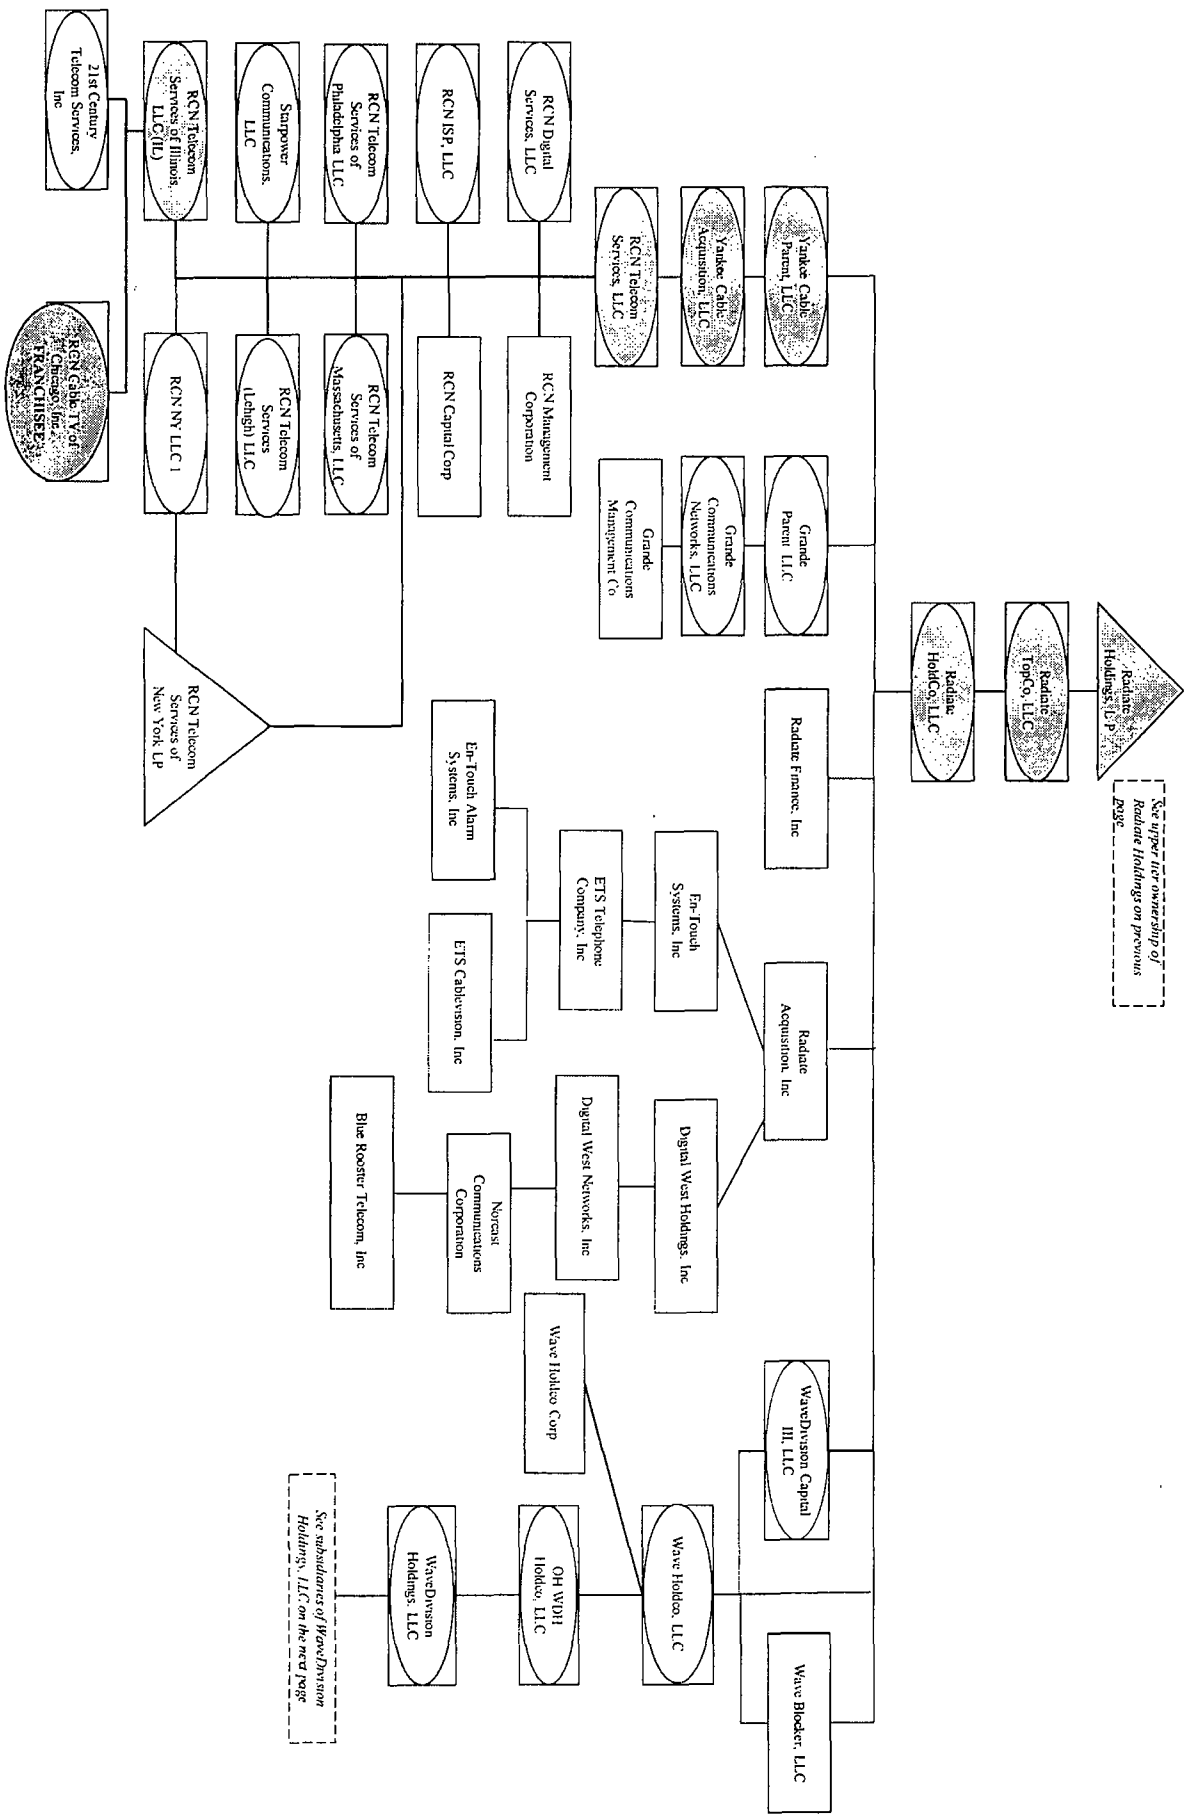 Radiate
Holdings, L P
See upper tier ownership of
Radiate Holdings on previous
page
Radiate
TopCo, LLC
Radiate
HoldCo, LLC
Yankee Cable
Parent, LLC
Grande
Parent LLC
Radiate Finance, Inc
Radiate
Acquisition, Inc
WaveDivision Capital
III, LLC
Wave Blocker, LLC
Yankee Cable
Acquisition, LLC
Grande
Communications
Networks, LLC
En-Touch
Systems, Inc
Digital West Holdings, Inc
Wave Holdco, LLC
RCN Telecom
Services, LLC
Grande
Communications
Management Co
ETS Telephone
Company, Inc
Digital West Networks, Inc
Wave Holdco Corp
OH WDH
Holdco, LLC
RCN Digital
Services, LLC
RCN Management
Corporation
En-Touch Alarm
Systems, Inc
ETS Cablevision, Inc
Norcast
Communications
Corporation
WaveDivision
Holdings, LLC
RCN ISP, LLC
RCN Capital Corp
Blue Rooster Telecom, Inc
See subsidiaries of WaveDivision
Holdings, LLC on the next page
RCN Telecom
Services of
Philadelphia LLC
RCN Telecom
Services of
Massachusetts, LLC
Starpower
Communications,
LLC
RCN Telecom
Services
(Lehigh) LLC
RCN Telecom
Services of Illinois,
LLC (IL)
RCN NY LLC 1
RCN Telecom
Services of
New York LP
21st Century
Telecom Services,
Inc
RCN Cable TV of
Chicago, Inc
FRANCHISEE